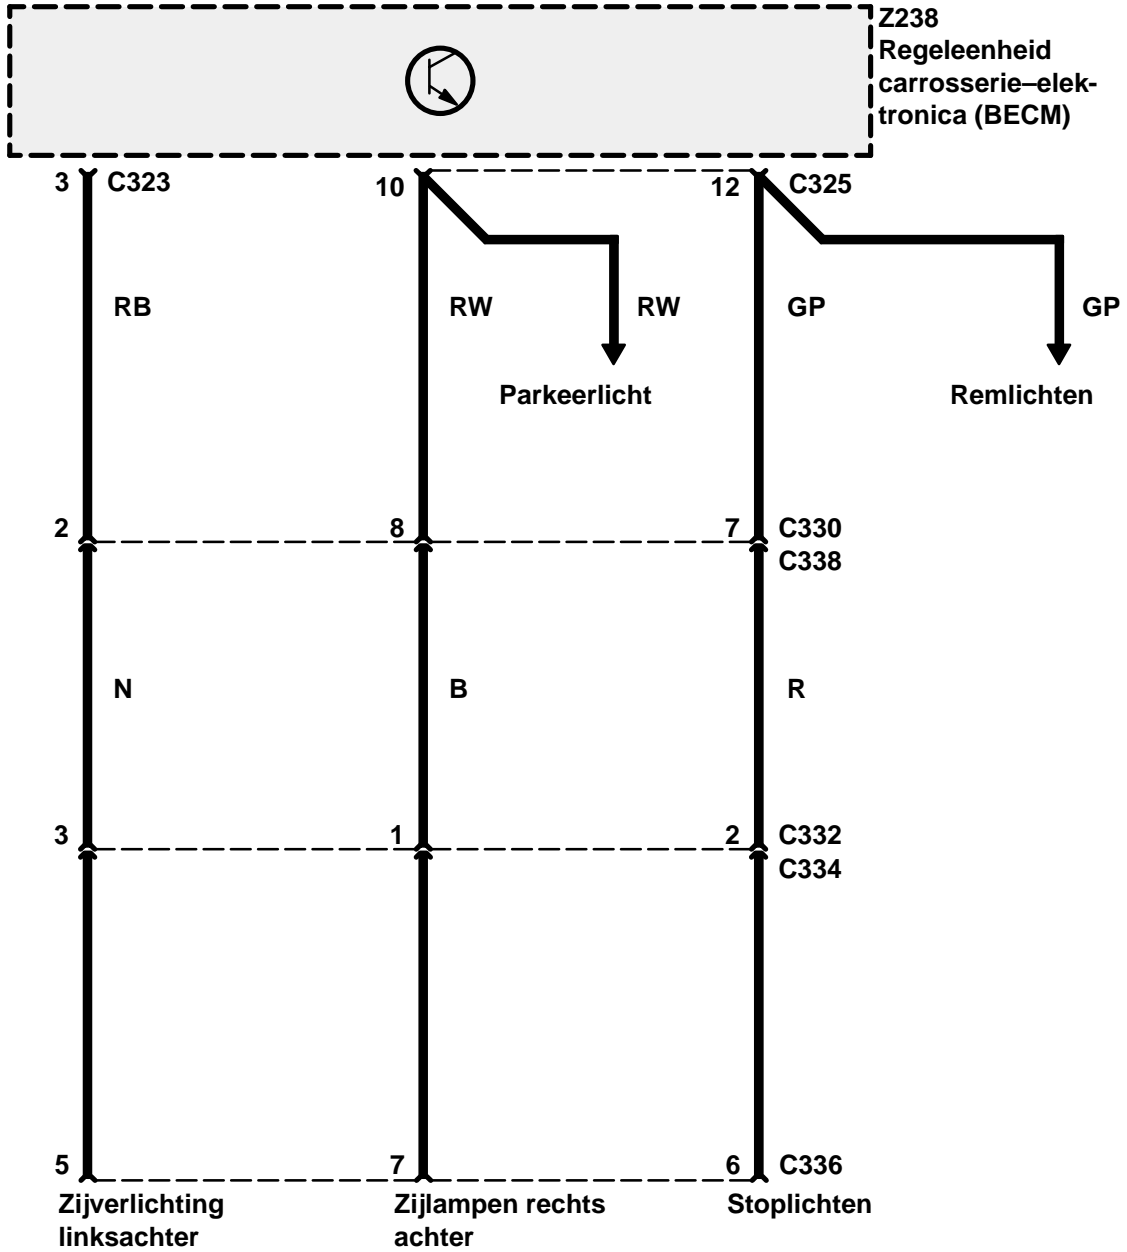 Z238
Regeleenheid
carrosserie–elek-
tronica (BECM)
3 C323 10 12 C325
RB RW RW GP GP
Parkeerlicht Remlichten
2 8 7 C330
C338
N B R
3 1 2 C332
C334
5 7 6 C336
Zijverlichting Zijlampen rechts Stoplichten
linksachter achter